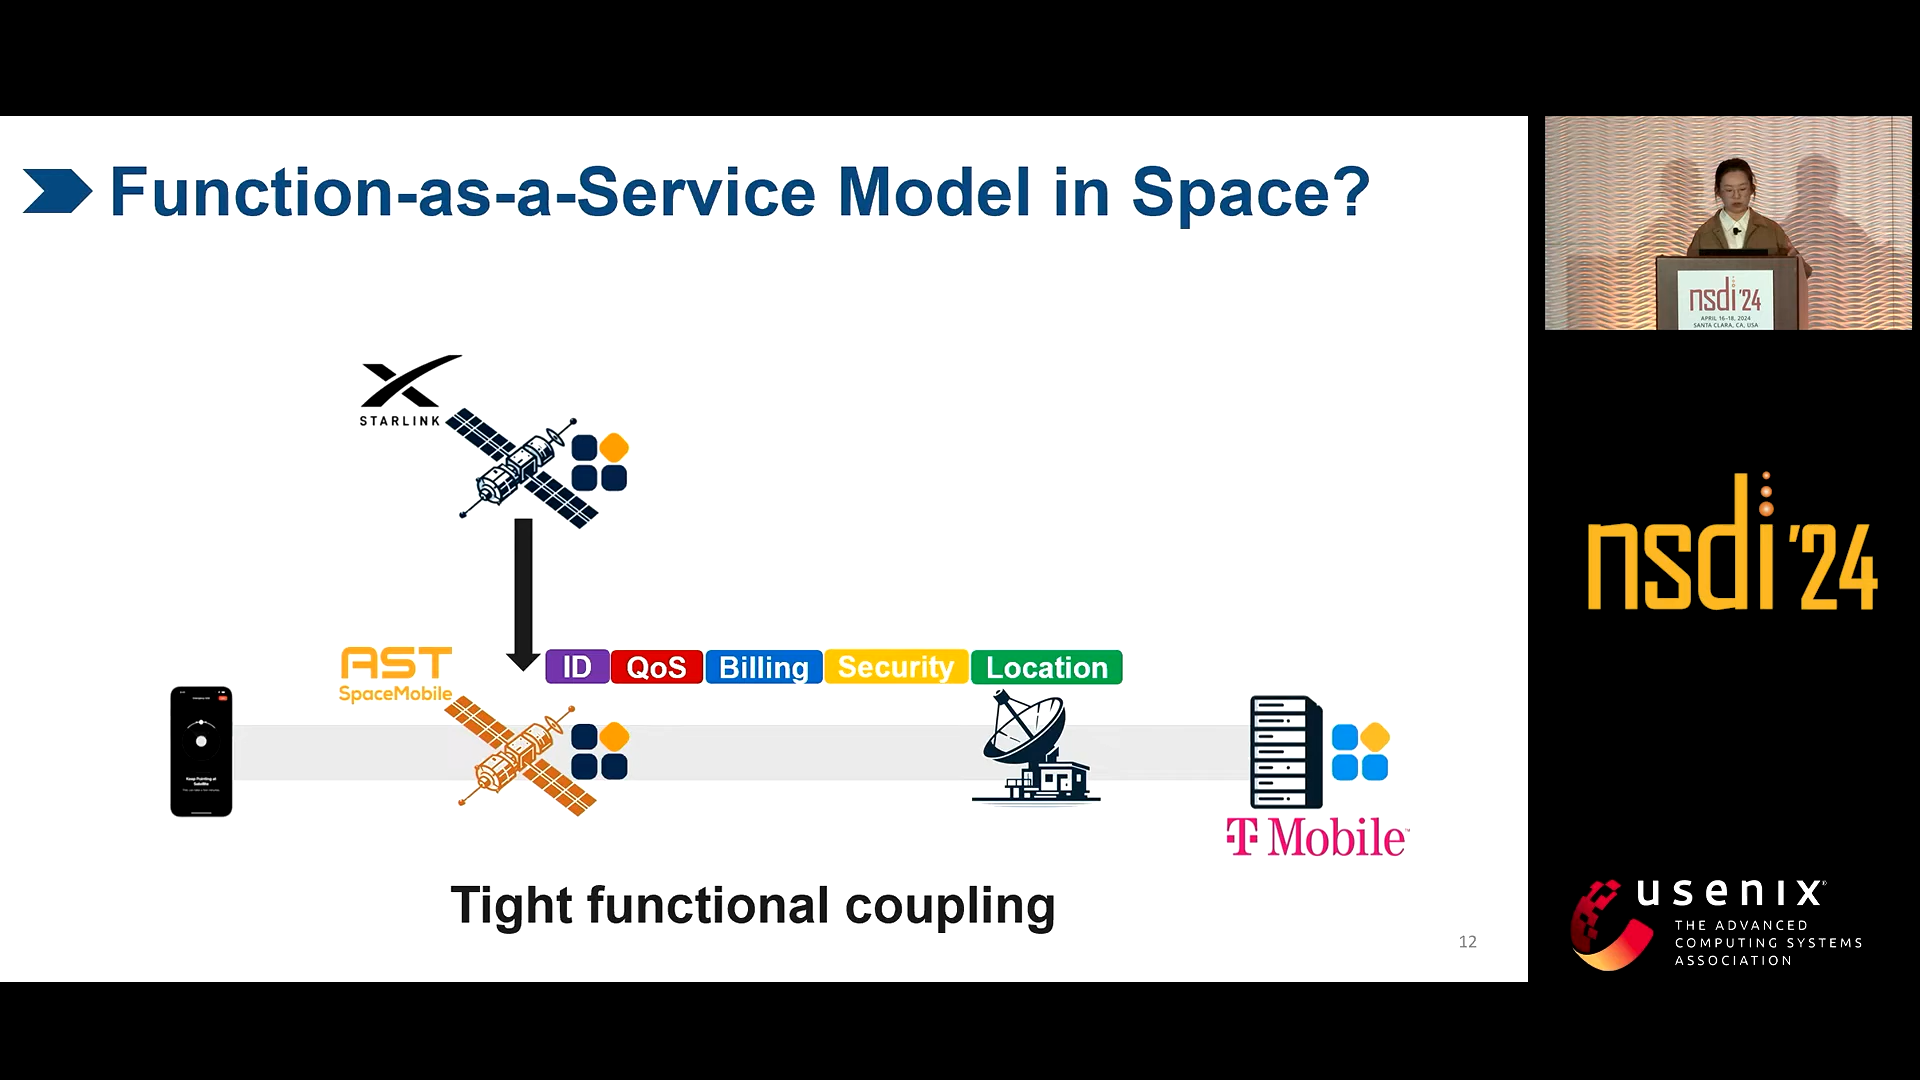 Function-as-a-Service Model in Space?
STARLINK
AST
SpaceMobile
ID QoS Billing Security Location
T Mobile
Tight functional coupling
12
nsdi '24
APRIL 16–18, 2024
SANTA CLARA, CA, USA
nsdi '24
usenix
THE ADVANCED
COMPUTING SYSTEMS
ASSOCIATION